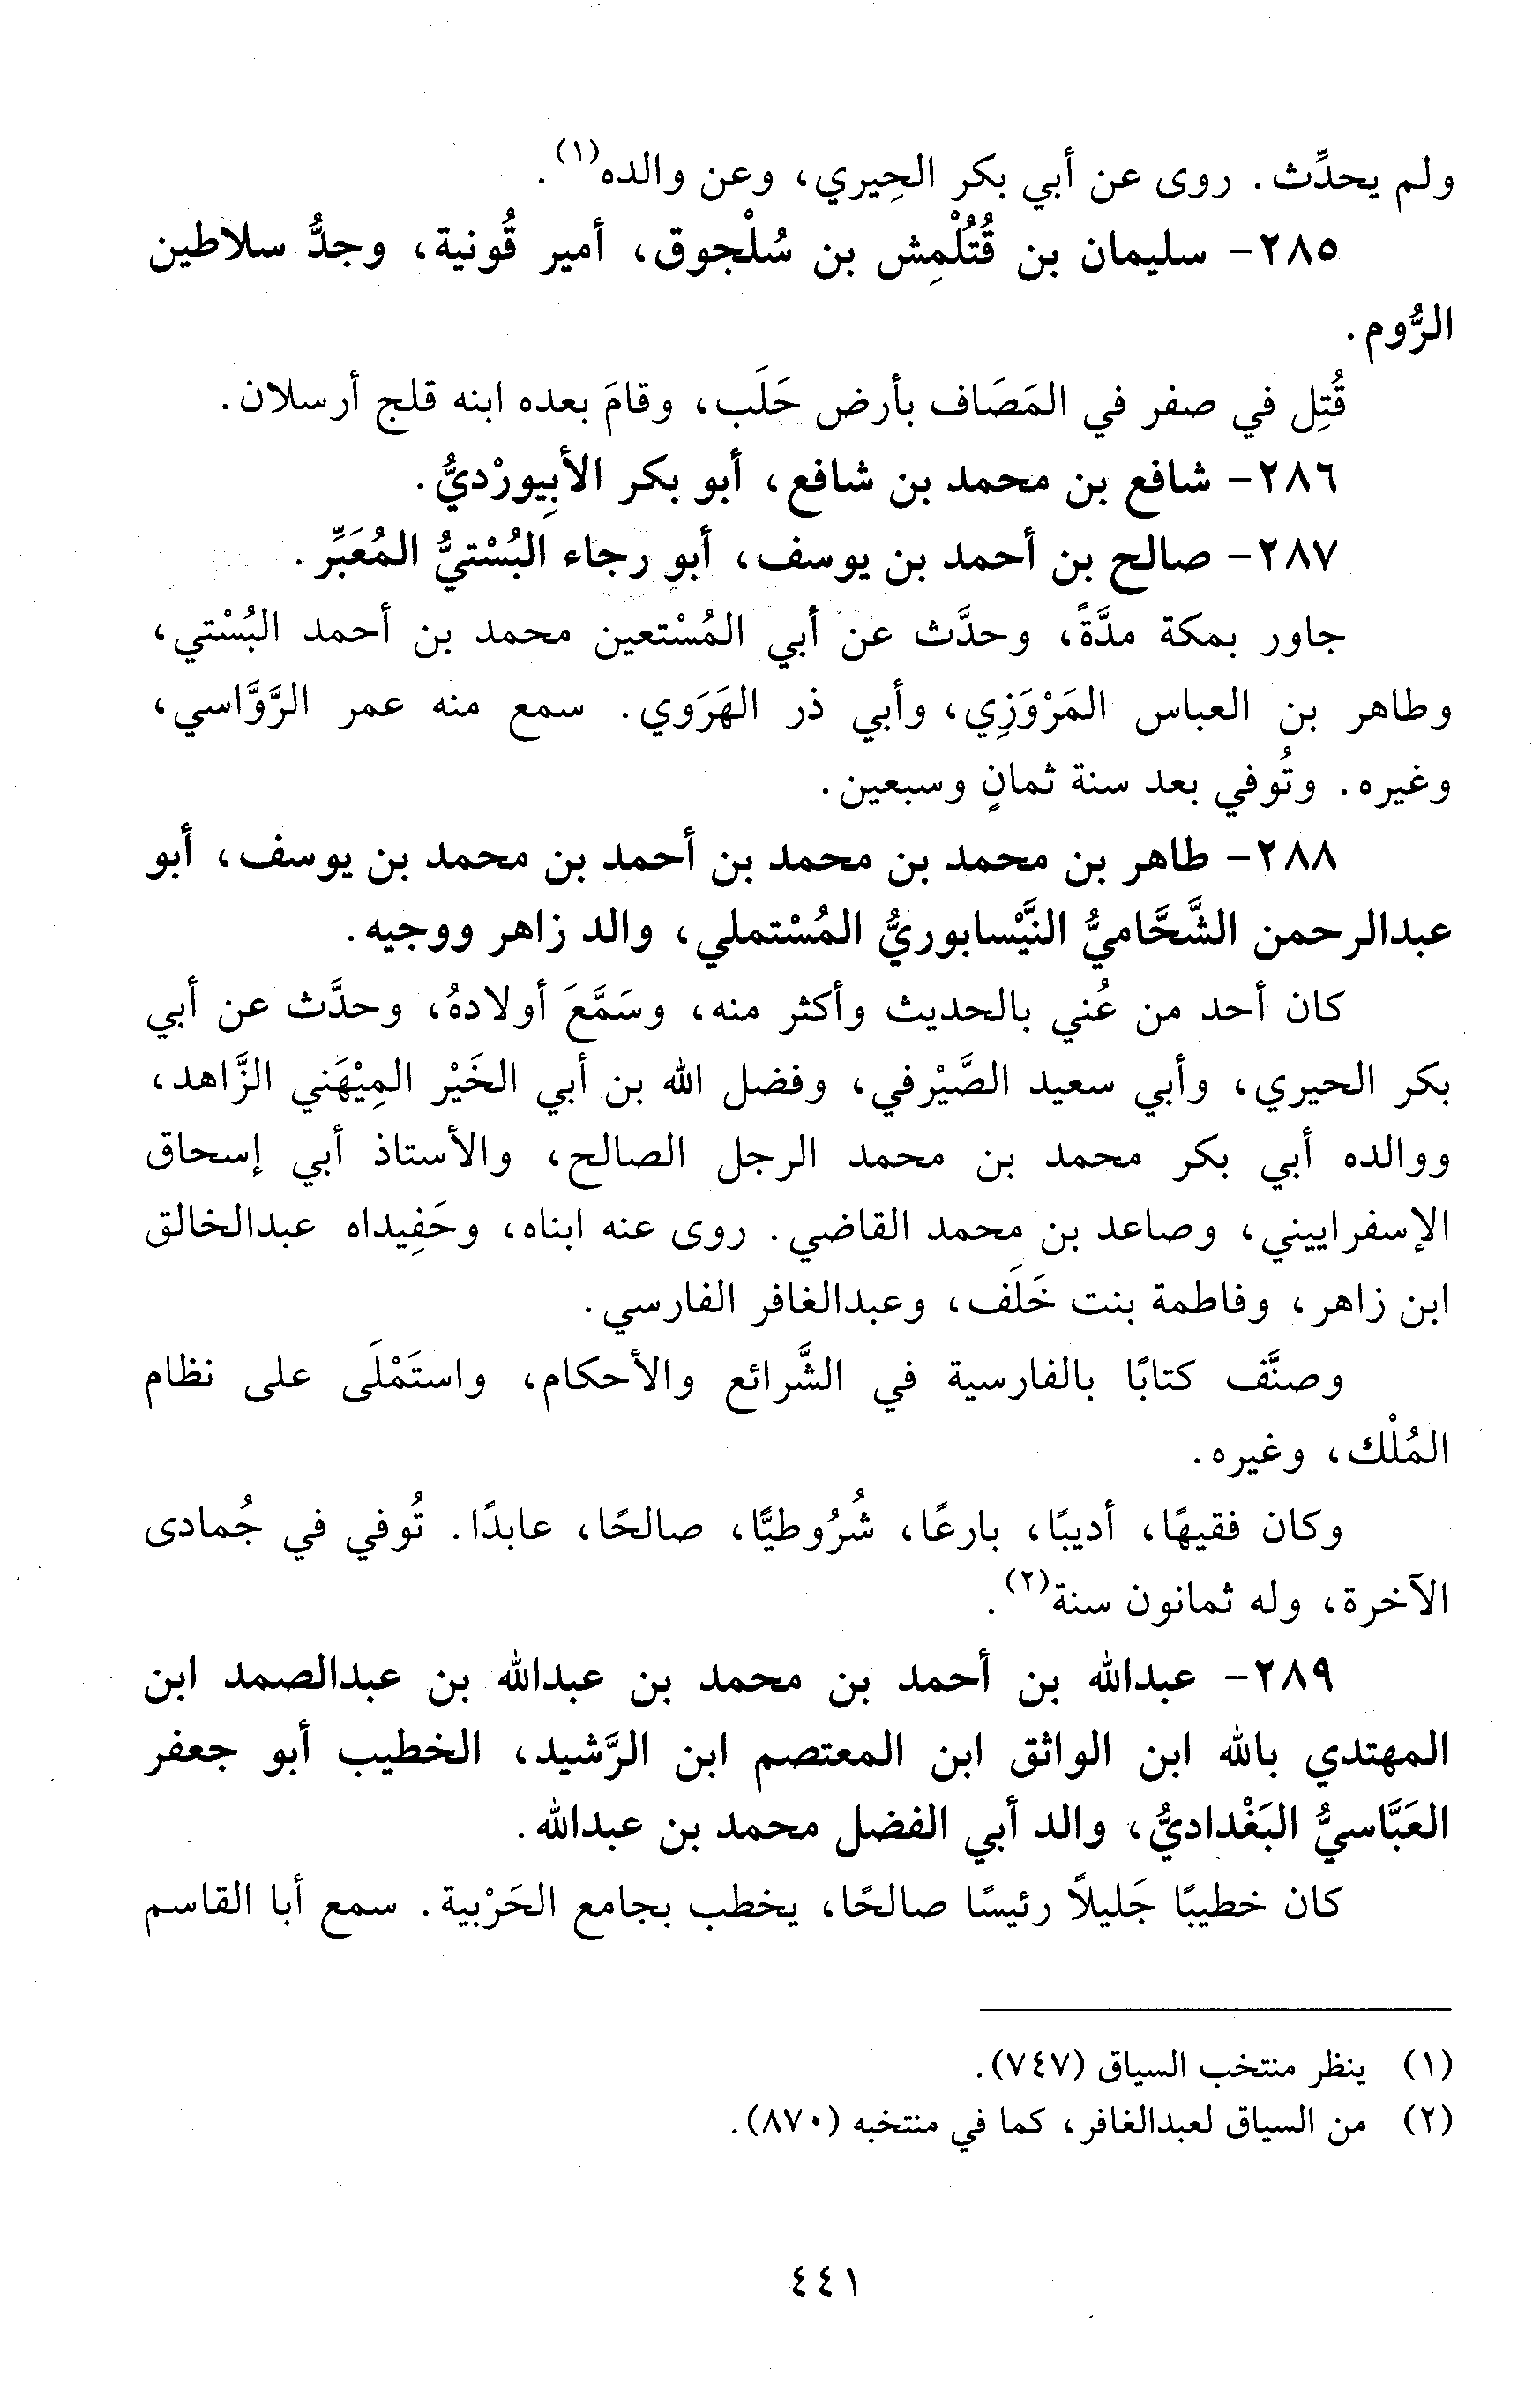 ولم يحدِّث. روى عن أبي بكر الحِيري، وعن والده(١).
٢٨٥- سليمان بن قُتُلْمِش بن سُلْجوق، أمير قُونية، وجدُّ سلاطين
الرُّوم.
قُتِل في صفر في المَصَاف بأرض حَلَب، وقامَ بعده ابنه قلج أرسلان.
٢٨٦- شافع بن محمد بن شافع، أبو بكر الأبِيورْديُّ.
٢٨٧- صالح بن أحمد بن يوسف، أبو رجاء البُسْتيُّ المُعَبِّر.
جاور بمكة مدَّةً، وحدَّث عن أبي المُسْتعين محمد بن أحمد البُسْتي،
وطاهر بن العباس المَرْوَزِي، وأبي ذر الهَرَوي. سمع منه عمر الرَّوَّاسي،
وغيره. وتُوفي بعد سنة ثمانٍ وسبعين.
٢٨٨- طاهر بن محمد بن محمد بن أحمد بن محمد بن يوسف، أبو
عبدالرحمن الشَّحَّاميُّ النَّيْسابوريُّ المُسْتملي، والد زاهر ووجيه.
كان أحد من عُني بالحديث وأكثر منه، وسَمَّعَ أولادهُ، وحدَّث عن أبي
بكر الحيري، وأبي سعيد الصَّيْرفي، وفضل الله بن أبي الخَيْر المِيْهَني الزَّاهد،
ووالده أبي بكر محمد بن محمد الرجل الصالح، والأستاذ أبي إسحاق
الإسفراييني، وصاعد بن محمد القاضي. روى عنه ابناه، وحَفِيداه عبدالخالق
ابن زاهر، وفاطمة بنت خَلَف، وعبدالغافر الفارسي.
وصنَّف كتابًا بالفارسية في الشَّرائع والأحكام، واستَمْلَى على نظام
المُلْك، وغيره.
وكان فقيهًا، أديبًا، بارعًا، شُرُوطيًّا، صالحًا، عابدًا. تُوفي في جُمادى
الآخرة، وله ثمانون سنة(٢).
٢٨٩- عبدالله بن أحمد بن محمد بن عبدالله بن عبدالصمد ابن
المهتدي بالله ابن الواثق ابن المعتصم ابن الرَّشيد، الخطيب أبو جعفر
العَبَّاسيُّ البَغْداديُّ، والد أبي الفضل محمد بن عبدالله.
كان خطيبًا جَليلاً رئيسًا صالحًا، يخطب بجامع الحَرْبية. سمع أبا القاسم
(١) ينظر منتخب السياق (٧٤٧).
(٢) من السياق لعبدالغافر، كما في منتخبه (٨٧٠).
٤٤١